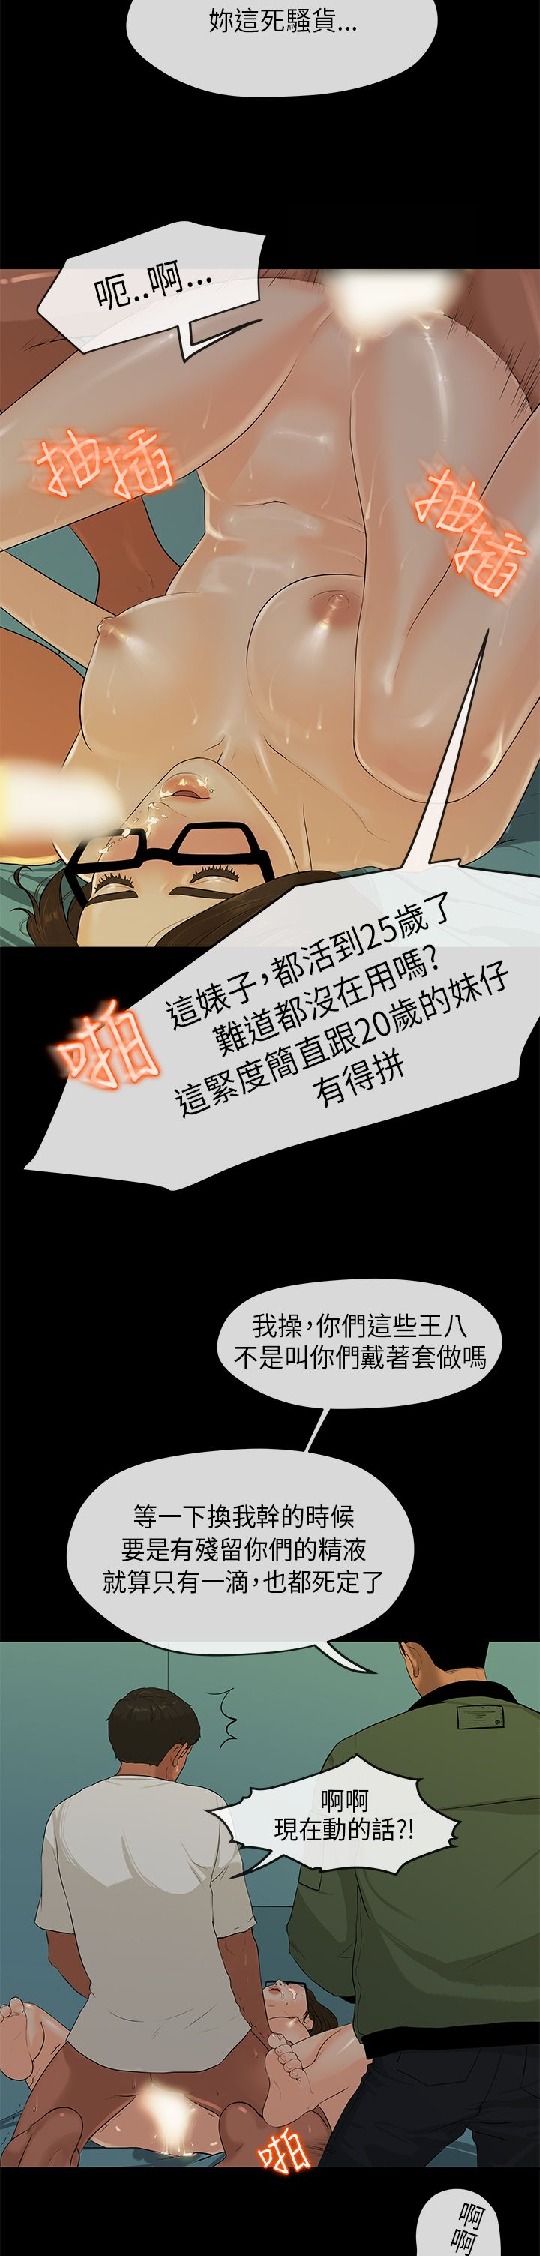 妳這死騷貨...
呃..啊...
抽插
抽插
這婊子，都活到25歲了
難道都沒在用嗎?
這緊度簡直跟20歲的妹仔
有得拼
啪
我操，你們這些王八
不是叫你們戴著套做嗎
等一下換我幹的時候
要是有殘留你們的精液
就算只有一滴，也都死定了
啊啊
現在動的話?!
啪
啊
啊